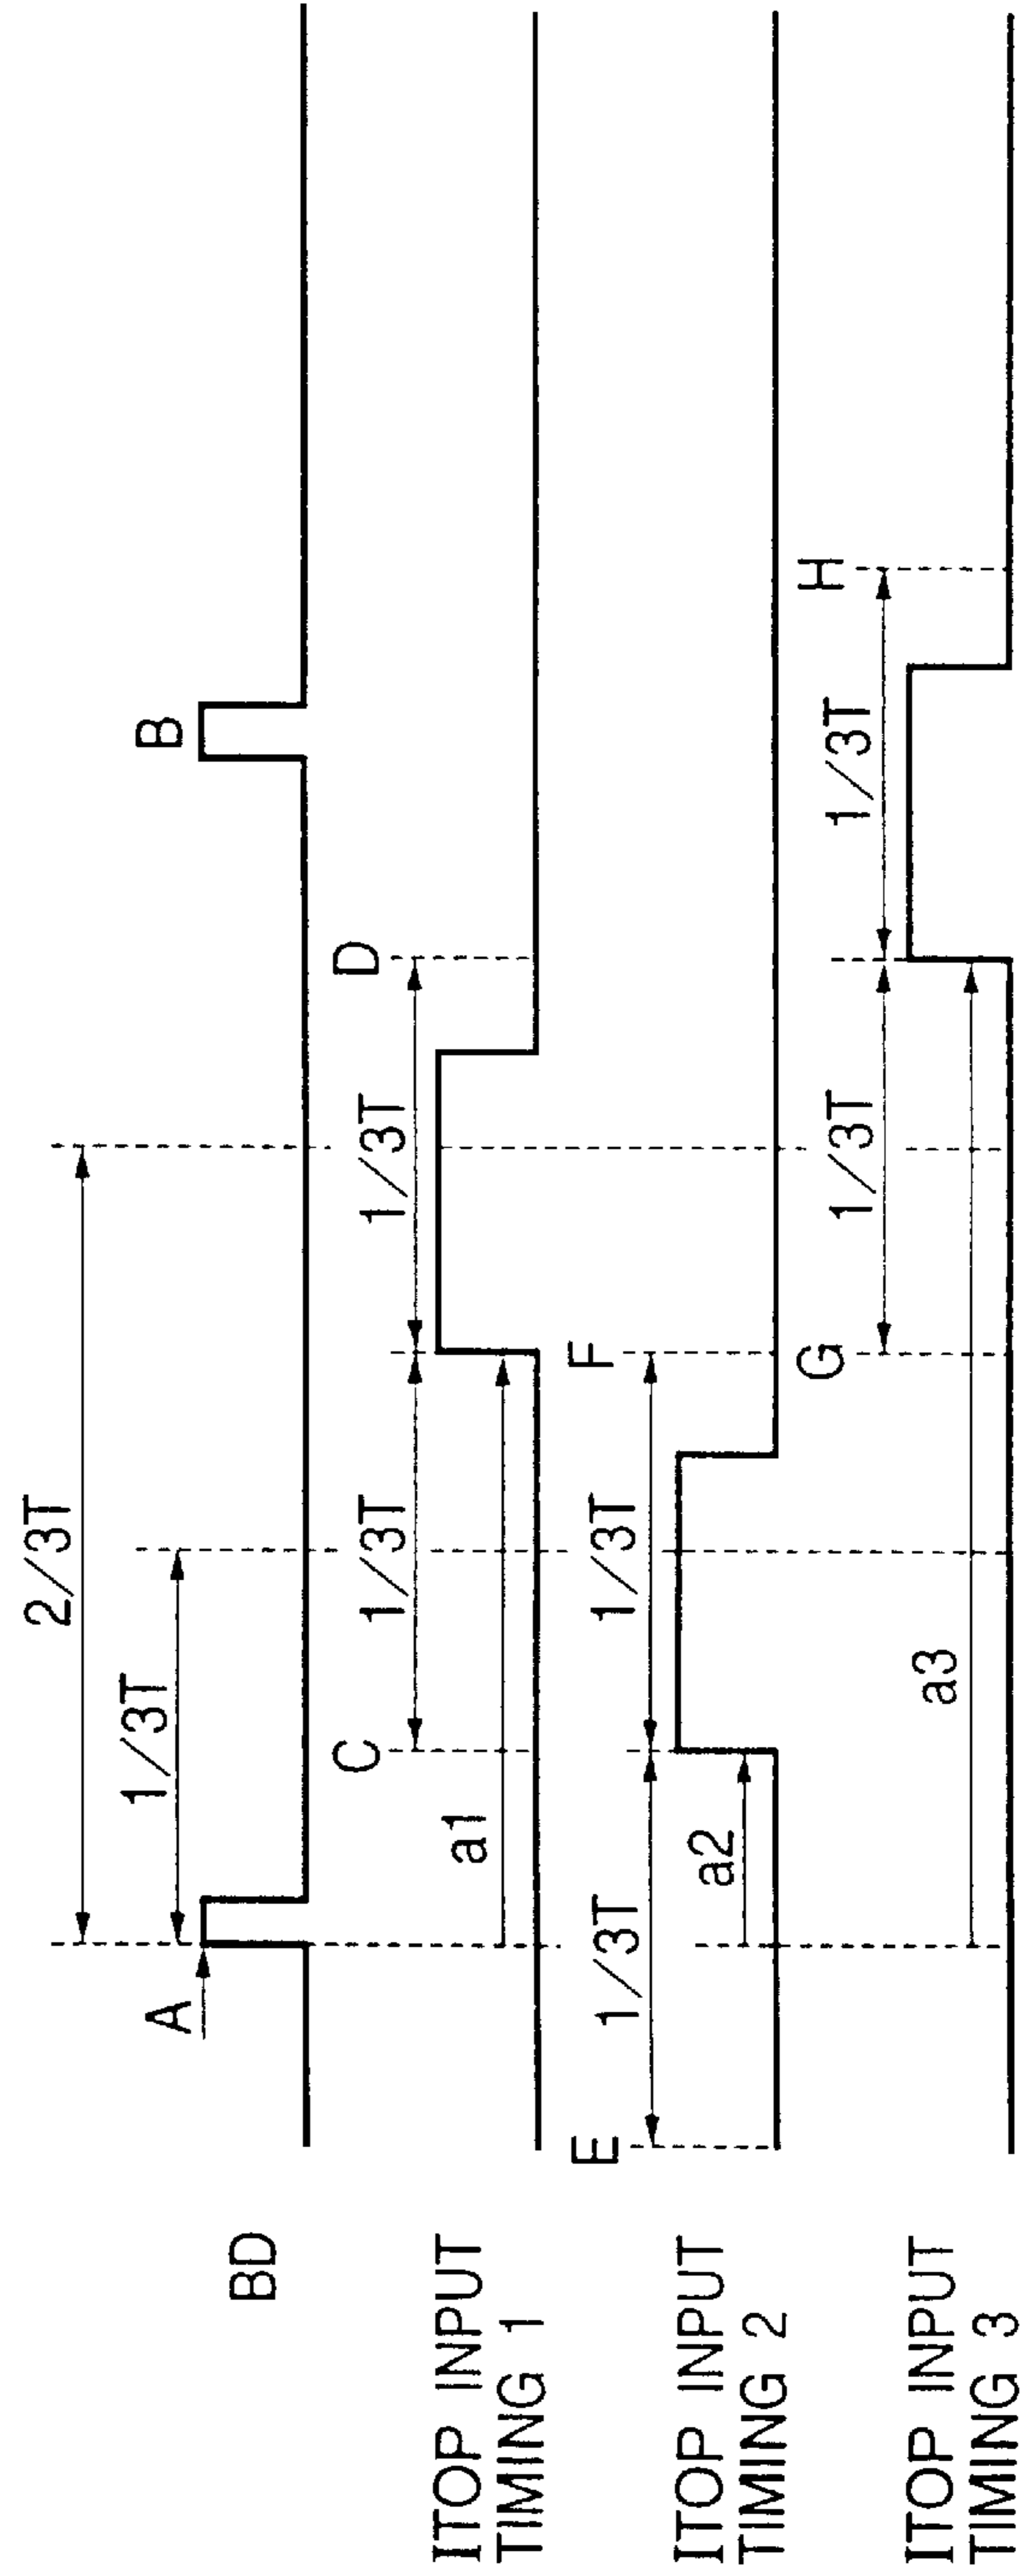 2/3T
1/3T
A
B
BD
C
D
1/3T
1/3T
a1
ITOP INPUT
TIMING 1
E
F
1/3T
1/3T
a2
ITOP INPUT
TIMING 2
G
H
1/3T
1/3T
a3
ITOP INPUT
TIMING 3